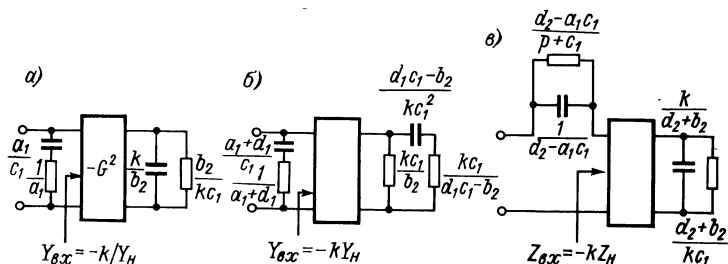 а)
a₁/c₁
1/a₁
-G²
k/b₂
b₂/kc₁
Yвх=-k/Yн
б)
a₁+d₁/c₁
1/a₁+d₁
d₁c₁-b₂/kc₁²
kc₁/b₂
kc₁/d₁c₁-b₂
Yвх=-kYн
в)
d₂-a₁c₁/p+c₁
1/d₂-a₁c₁
k/d₂+b₂
d₂+b₂/kc₁
Zвх=-kZн